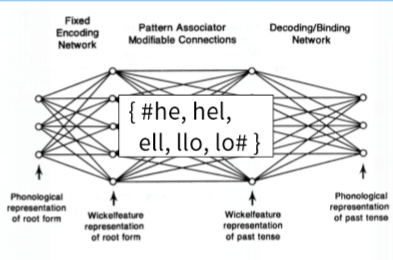 Fixed
Encoding
Network
Pattern Associator
Modifiable Connections
Decoding/Binding
Network
{ #he, hel,
ell, llo, lo# }
Phonological
representation
of root form
Wickelfeature
representation
of root form
Wickelfeature
representation
of past tense
Phonological
representation
of past tense